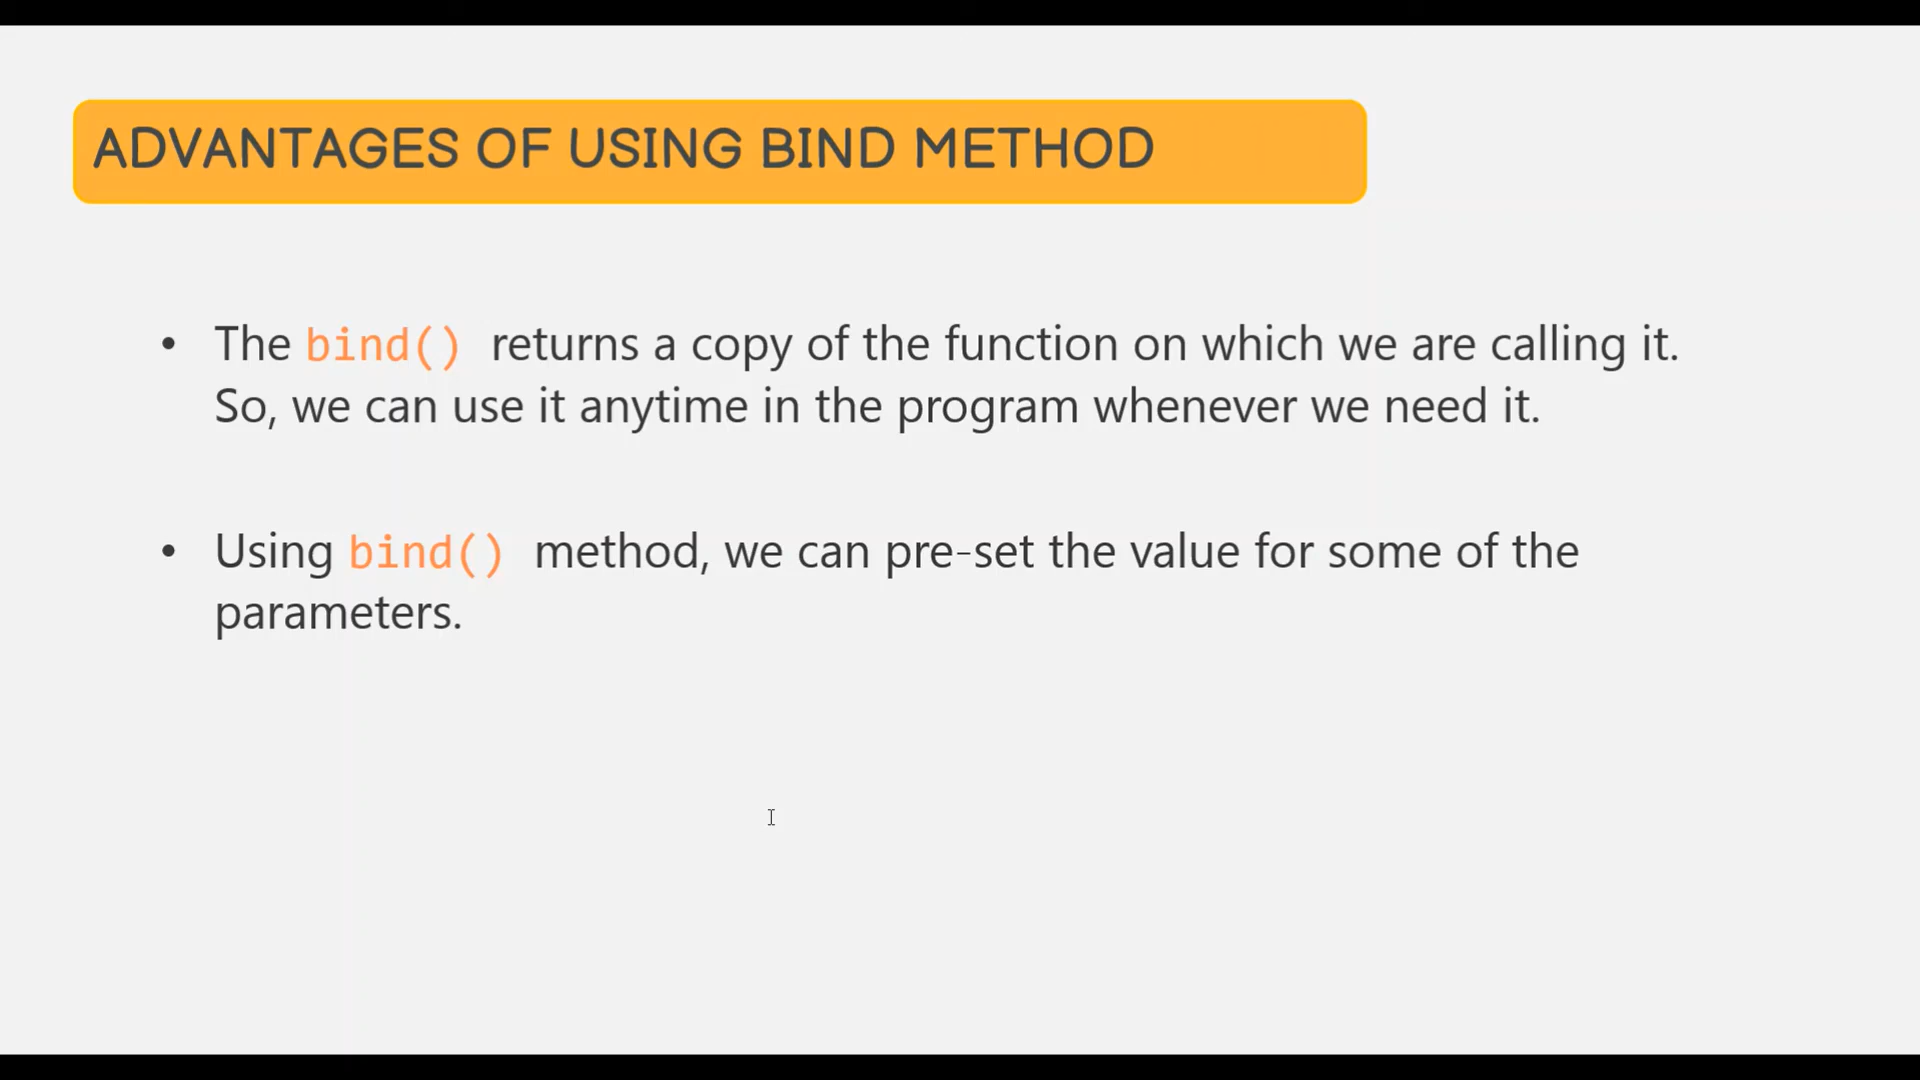 ADVANTAGES OF USING BIND METHOD
• The bind() returns a copy of the function on which we are calling it.
So, we can use it anytime in the program whenever we need it.
• Using bind() method, we can pre-set the value for some of the
parameters.